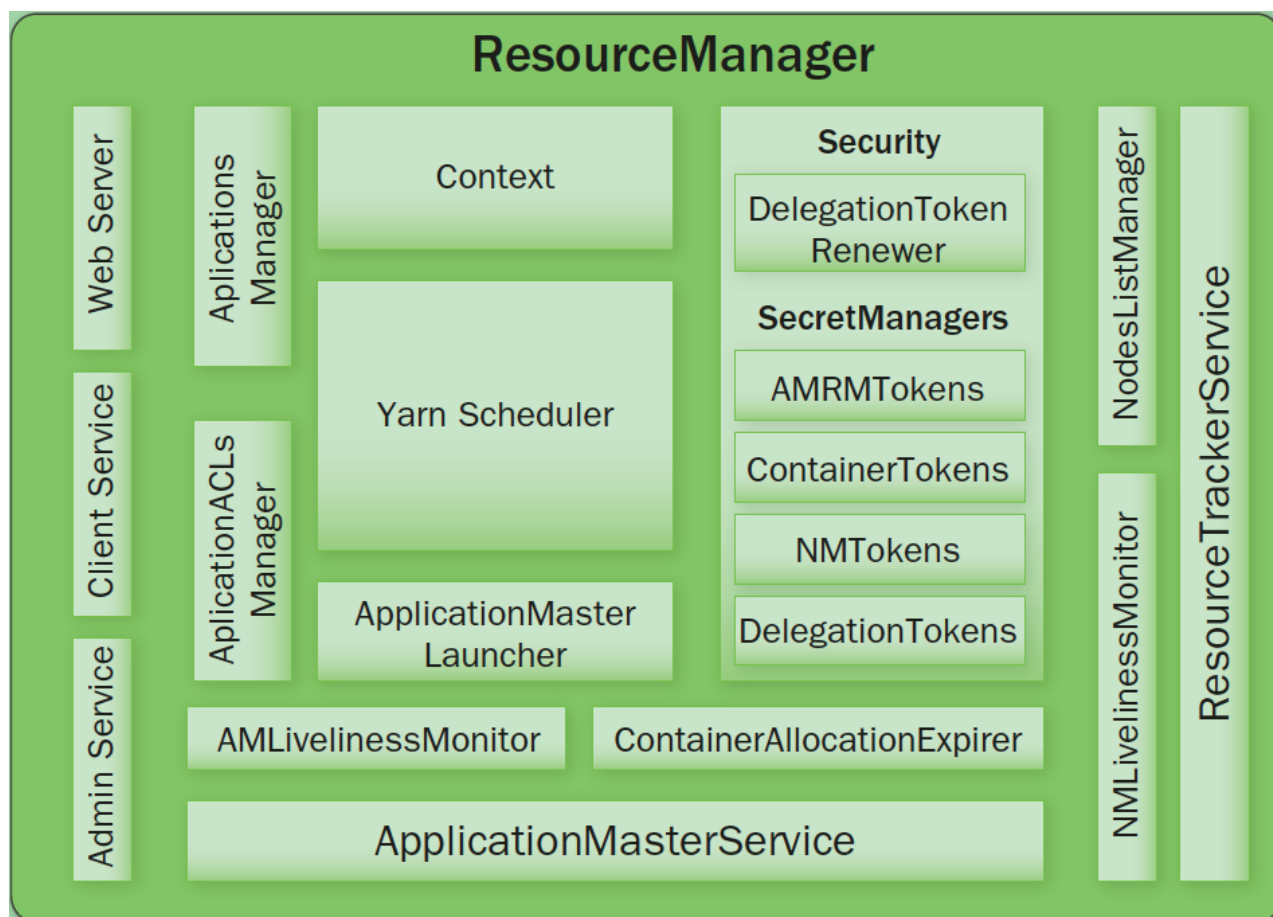 ResourceManager
Web Server
Client Service
Admin Service
Aplications
Manager
AplicationACLs
Manager
Context
Yarn Scheduler
ApplicationMaster
Launcher
Security
DelegationToken
Renewer
SecretManagers
AMRMTokens
ContainerTokens
NMTokens
DelegationTokens
AMLivelinessMonitor
ContainerAllocationExpirer
ApplicationMasterService
NodesListManager
NMLivelinessMonitor
ResourceTrackerService